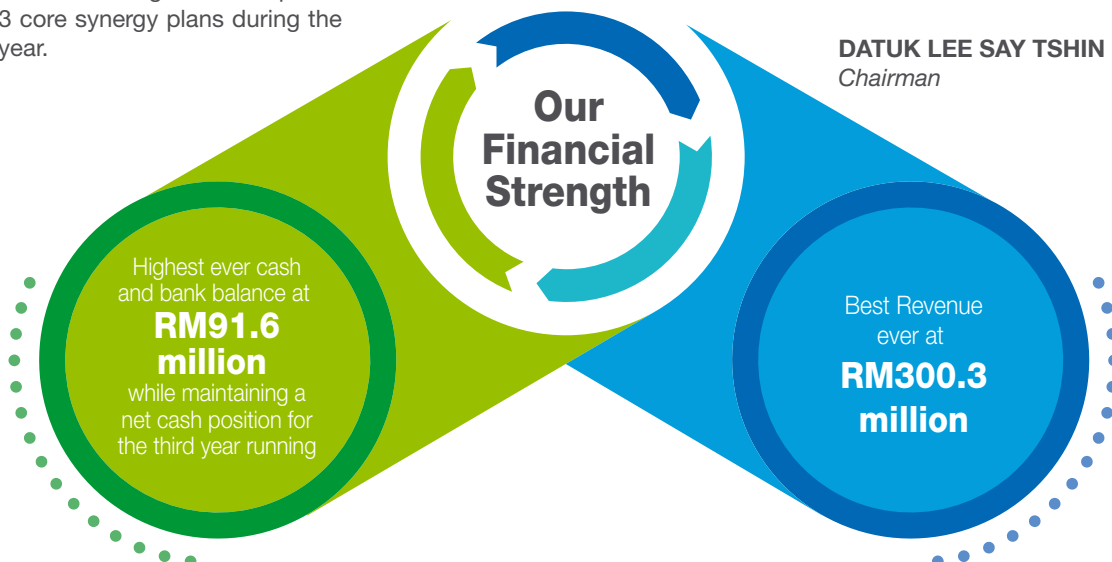 3 core synergy plans during the
year.
DATUK LEE SAY TSHIN
Chairman
Our
Financial
Strength
Highest ever cash
and bank balance at
RM91.6
million
while maintaining a
net cash position for
the third year running
Best Revenue
ever at
RM300.3
million